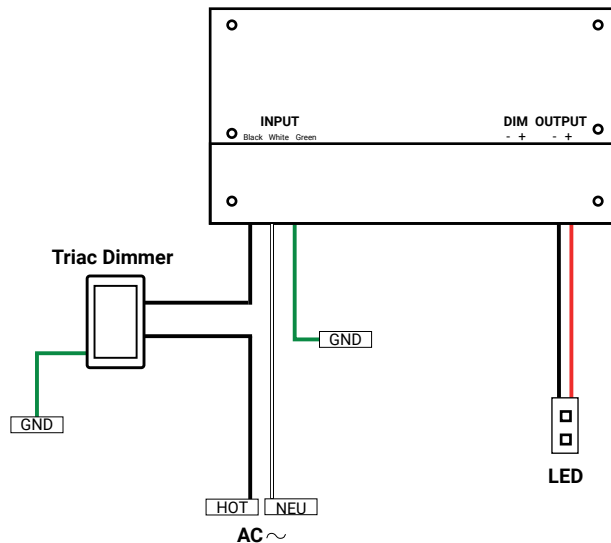 INPUT
DIM OUTPUT
Black White Green
- + - +
Triac Dimmer
GND
GND
LED
HOT NEU
AC ~